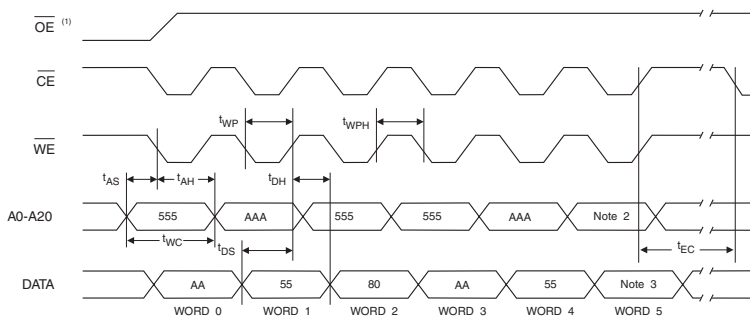 OE (1)
CE
tWP
tWPH
WE
tAS
tAH
tDH
A0-A20
555
AAA
555
555
AAA
Note 2
tWC
tDS
tEC
DATA
AA
55
80
AA
55
Note 3
WORD 0
WORD 1
WORD 2
WORD 3
WORD 4
WORD 5